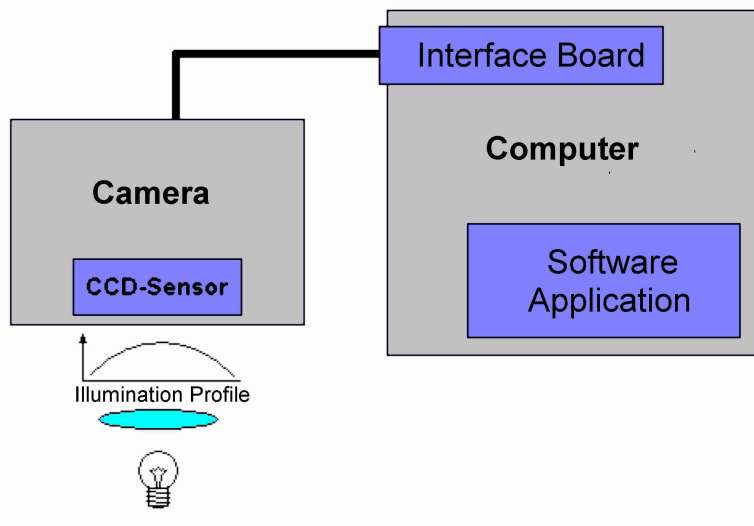 Interface Board
Computer
Camera
CCD-Sensor
Software
Application
Illumination Profile